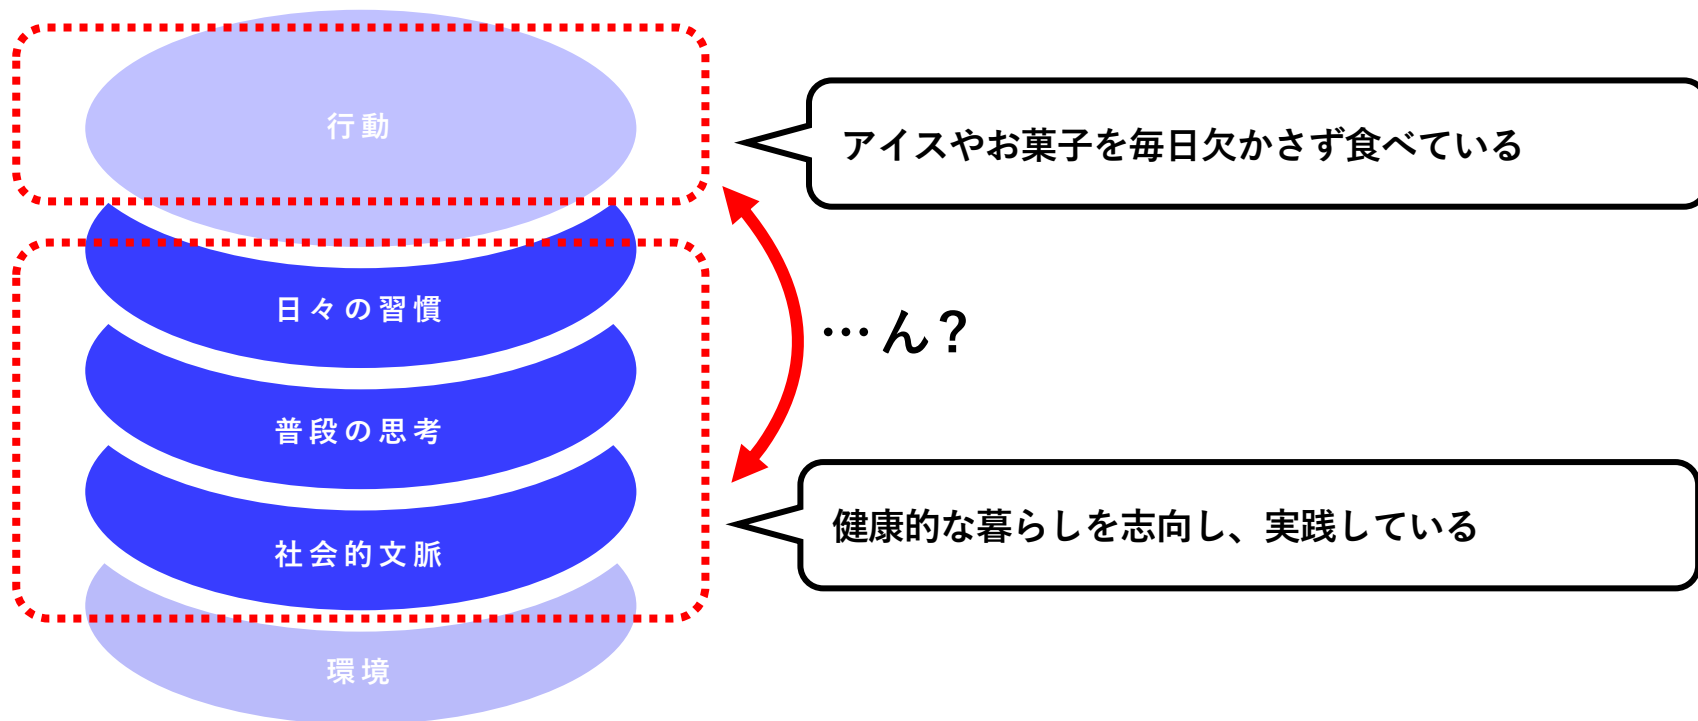 行動
アイスやお菓子を毎日欠かさず食べている
日々の習慣
…ん？
普段の思考
健康的な暮らしを志向し、実践している
社会的文脈
環境